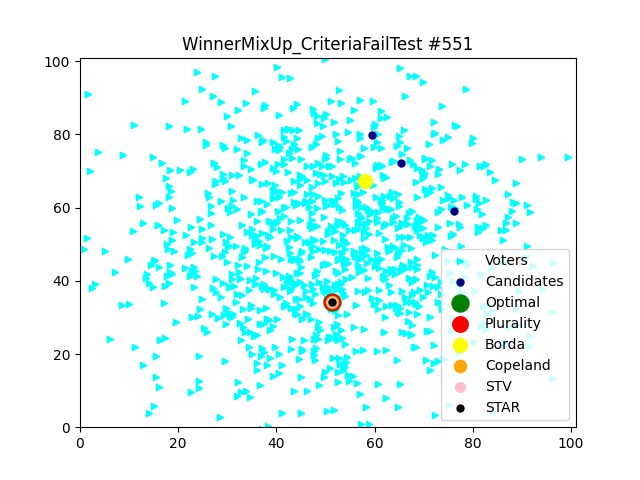 WinnerMixUp_CriteriaFailTest #551
100
80
60
40
20
0
0
20
40
60
80
100
Voters
Candidates
Optimal
Plurality
Borda
Copeland
STV
STAR